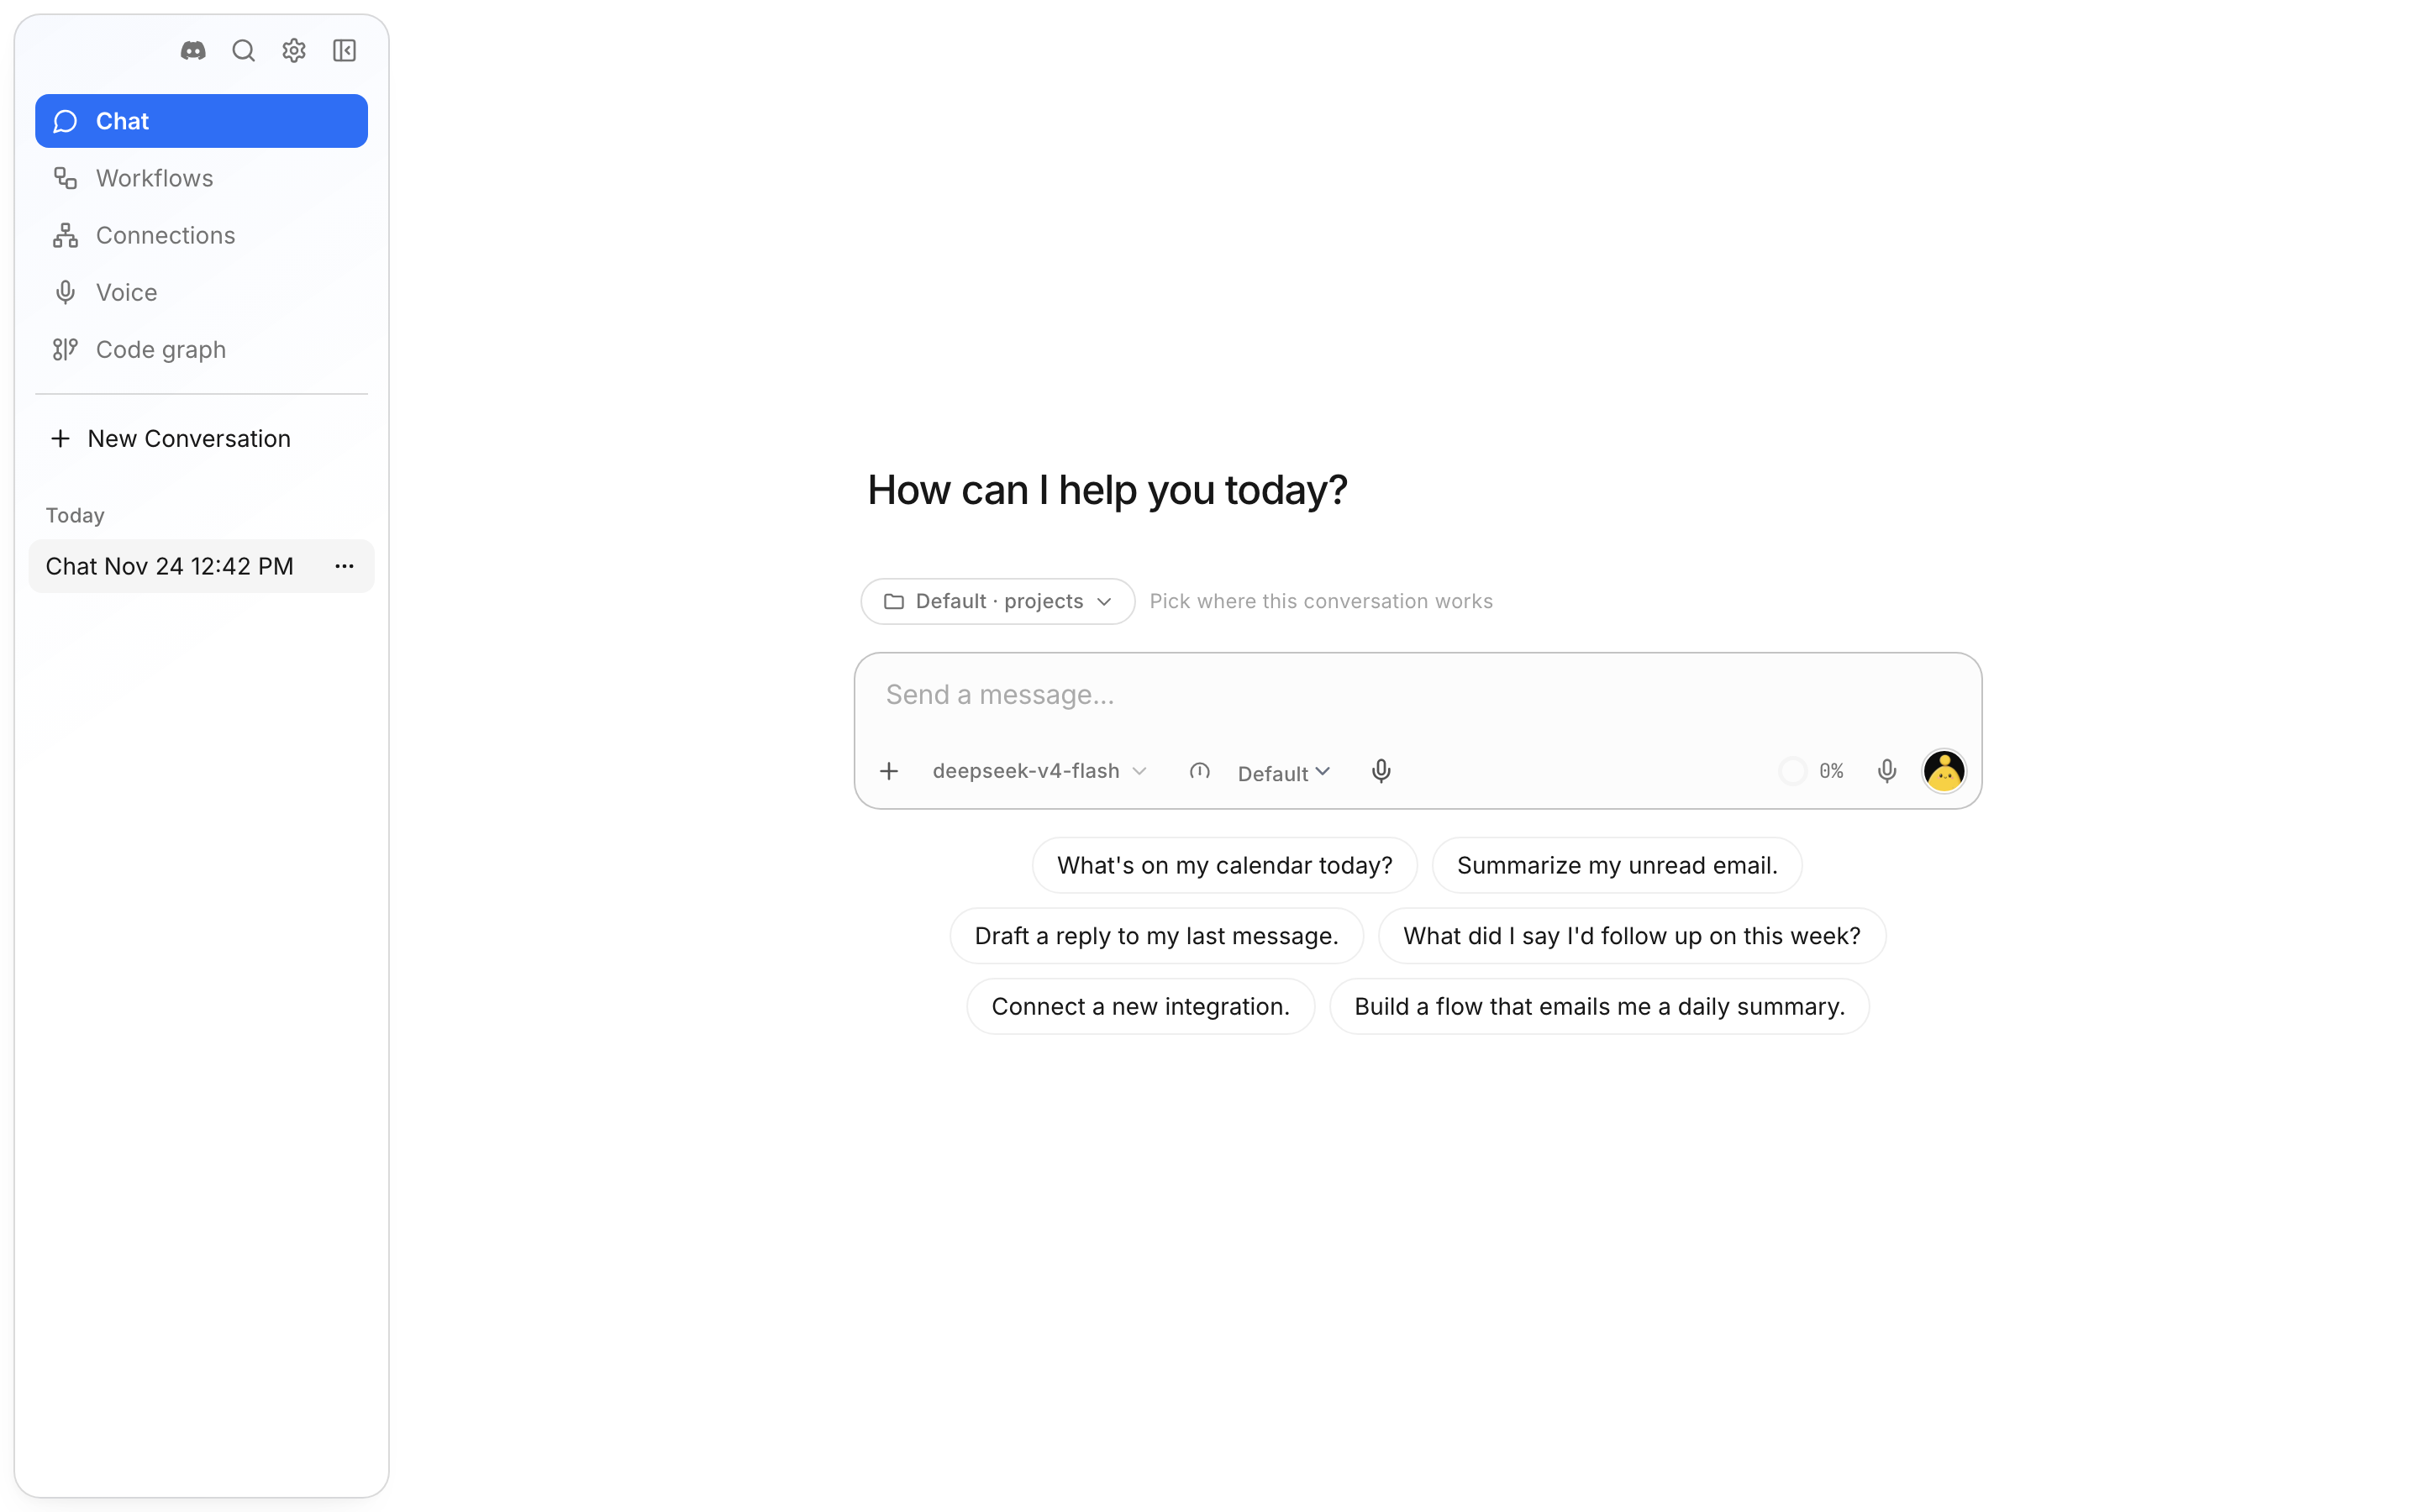 Chat
Workflows
Connections
Voice
Code graph
New Conversation
Today
Chat Nov 24 12:42 PM
How can I help you today?
Default · projects
Pick where this conversation works
Send a message...
deepseek-v4-flash
Default
0%
What's on my calendar today?
Summarize my unread email.
Draft a reply to my last message.
What did I say I'd follow up on this week?
Connect a new integration.
Build a flow that emails me a daily summary.